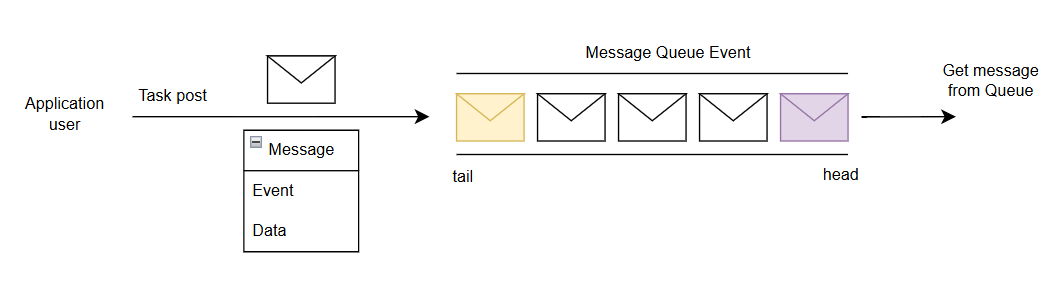 Application
user
Task post
Message
Event
Data
Message Queue Event
tail
head
Get message
from Queue